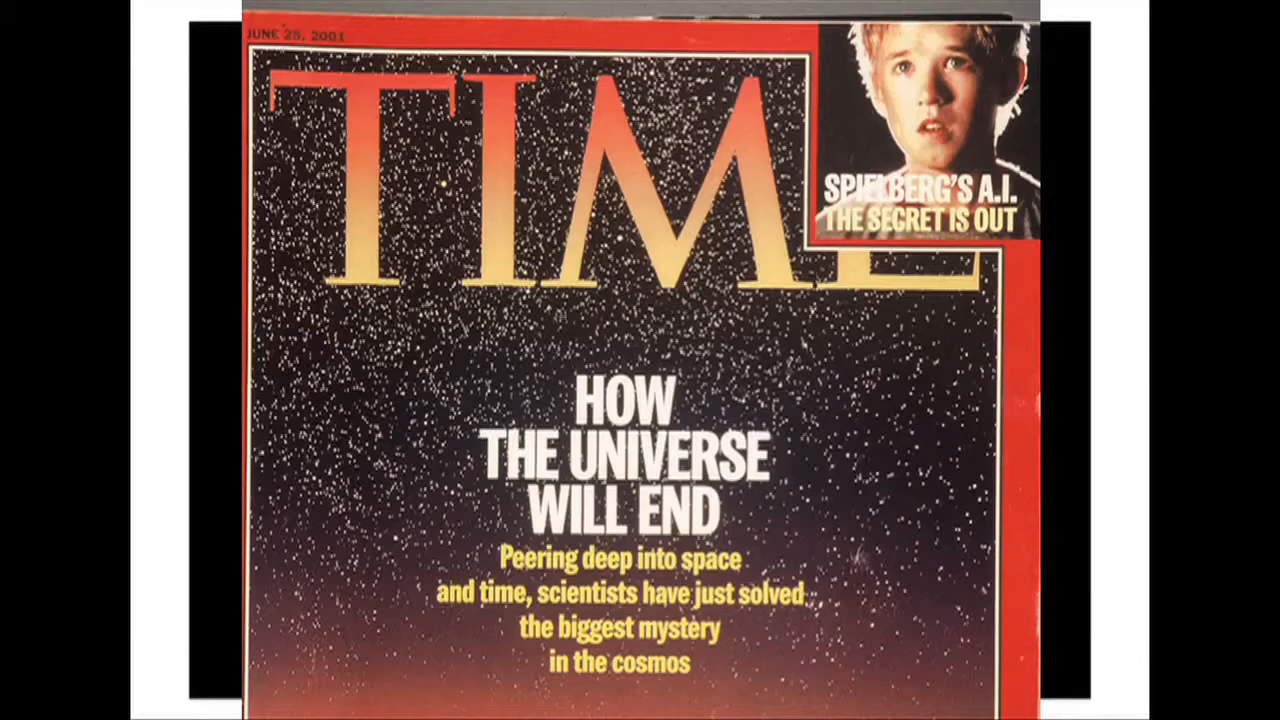 JUNE 25, 2001
TIME
SPIELBERG'S A.I.
THE SECRET IS OUT
HOW
THE UNIVERSE
WILL END
Peering deep into space
and time, scientists have just solved
the biggest mystery
in the cosmos